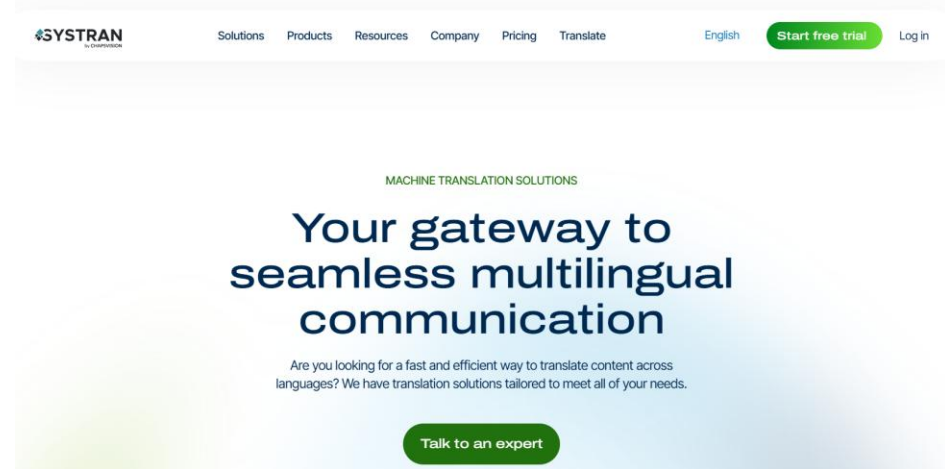 SYSTRAN
by CHAPSVISION
Solutions Products Resources Company Pricing Translate English Start free trial Log in
MACHINE TRANSLATION SOLUTIONS
Your gateway to
seamless multilingual
communication
Are you looking for a fast and efficient way to translate content across
languages? We have translation solutions tailored to meet all of your needs.
Talk to an expert